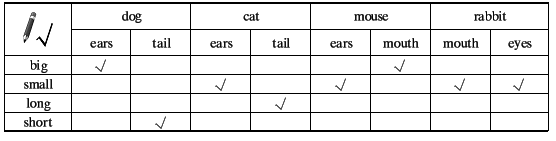 dog cat mouse rabbit
ears tail ears tail ears mouth mouth eyes
big √ √
small √ √ √ √
long √
short √